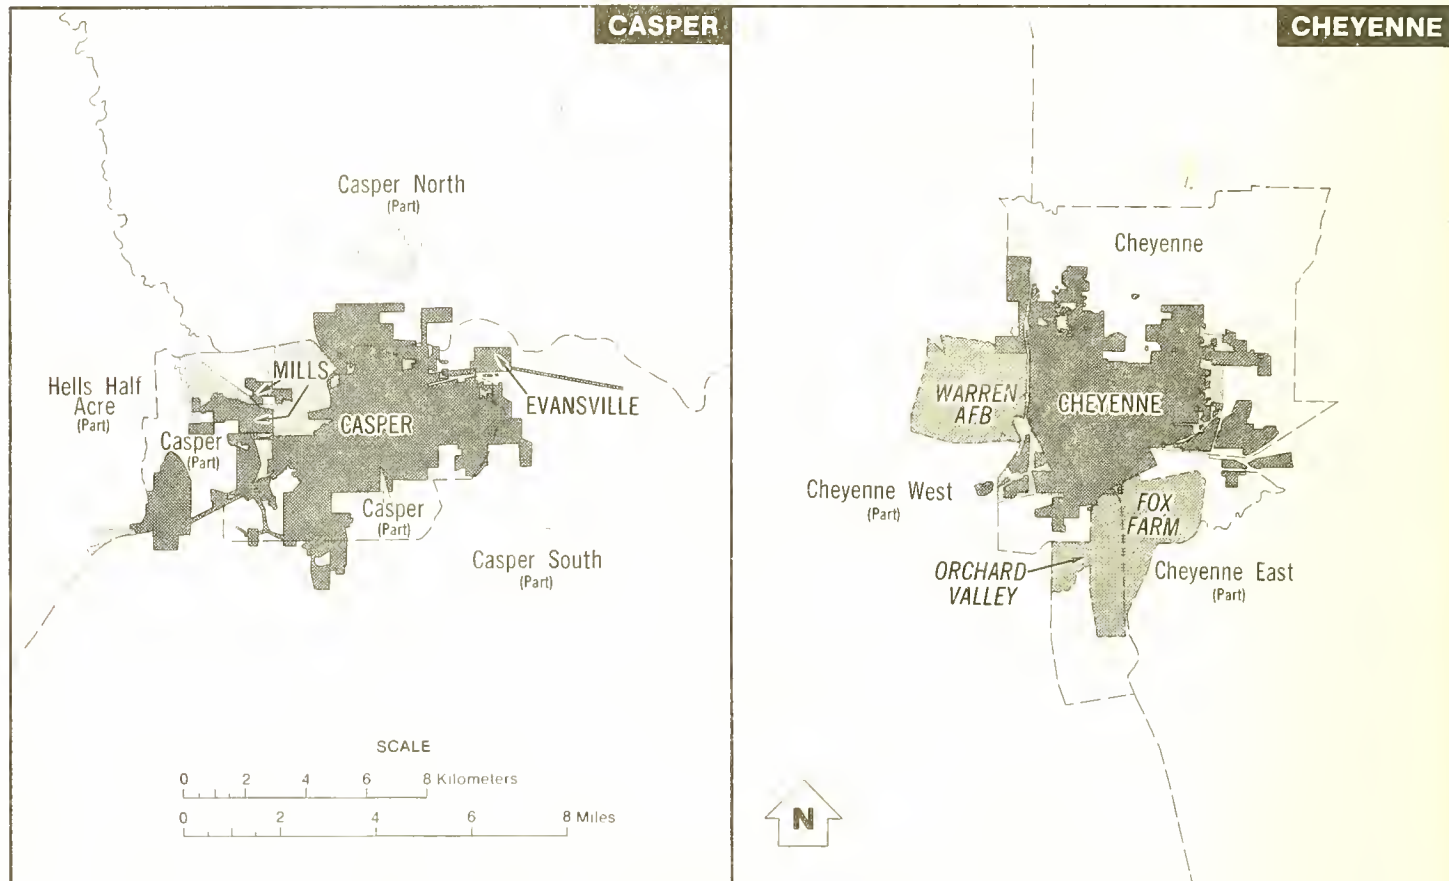 CASPER
Casper North
(Part)
MILLS
Hells Half
Acre
(Part)
EVANSVILLE
CASPER
Casper
(Part)
Casper
(Part)
Casper South
(Part)
SCALE
0 2 4 6 8 Kilometers
0 2 4 6 8 Miles
CHEYENNE
Cheyenne
WARREN
AFB
CHEYENNE
Cheyenne West
(Part)
FOX
FARM
ORCHARD
VALLEY
Cheyenne East
(Part)
N